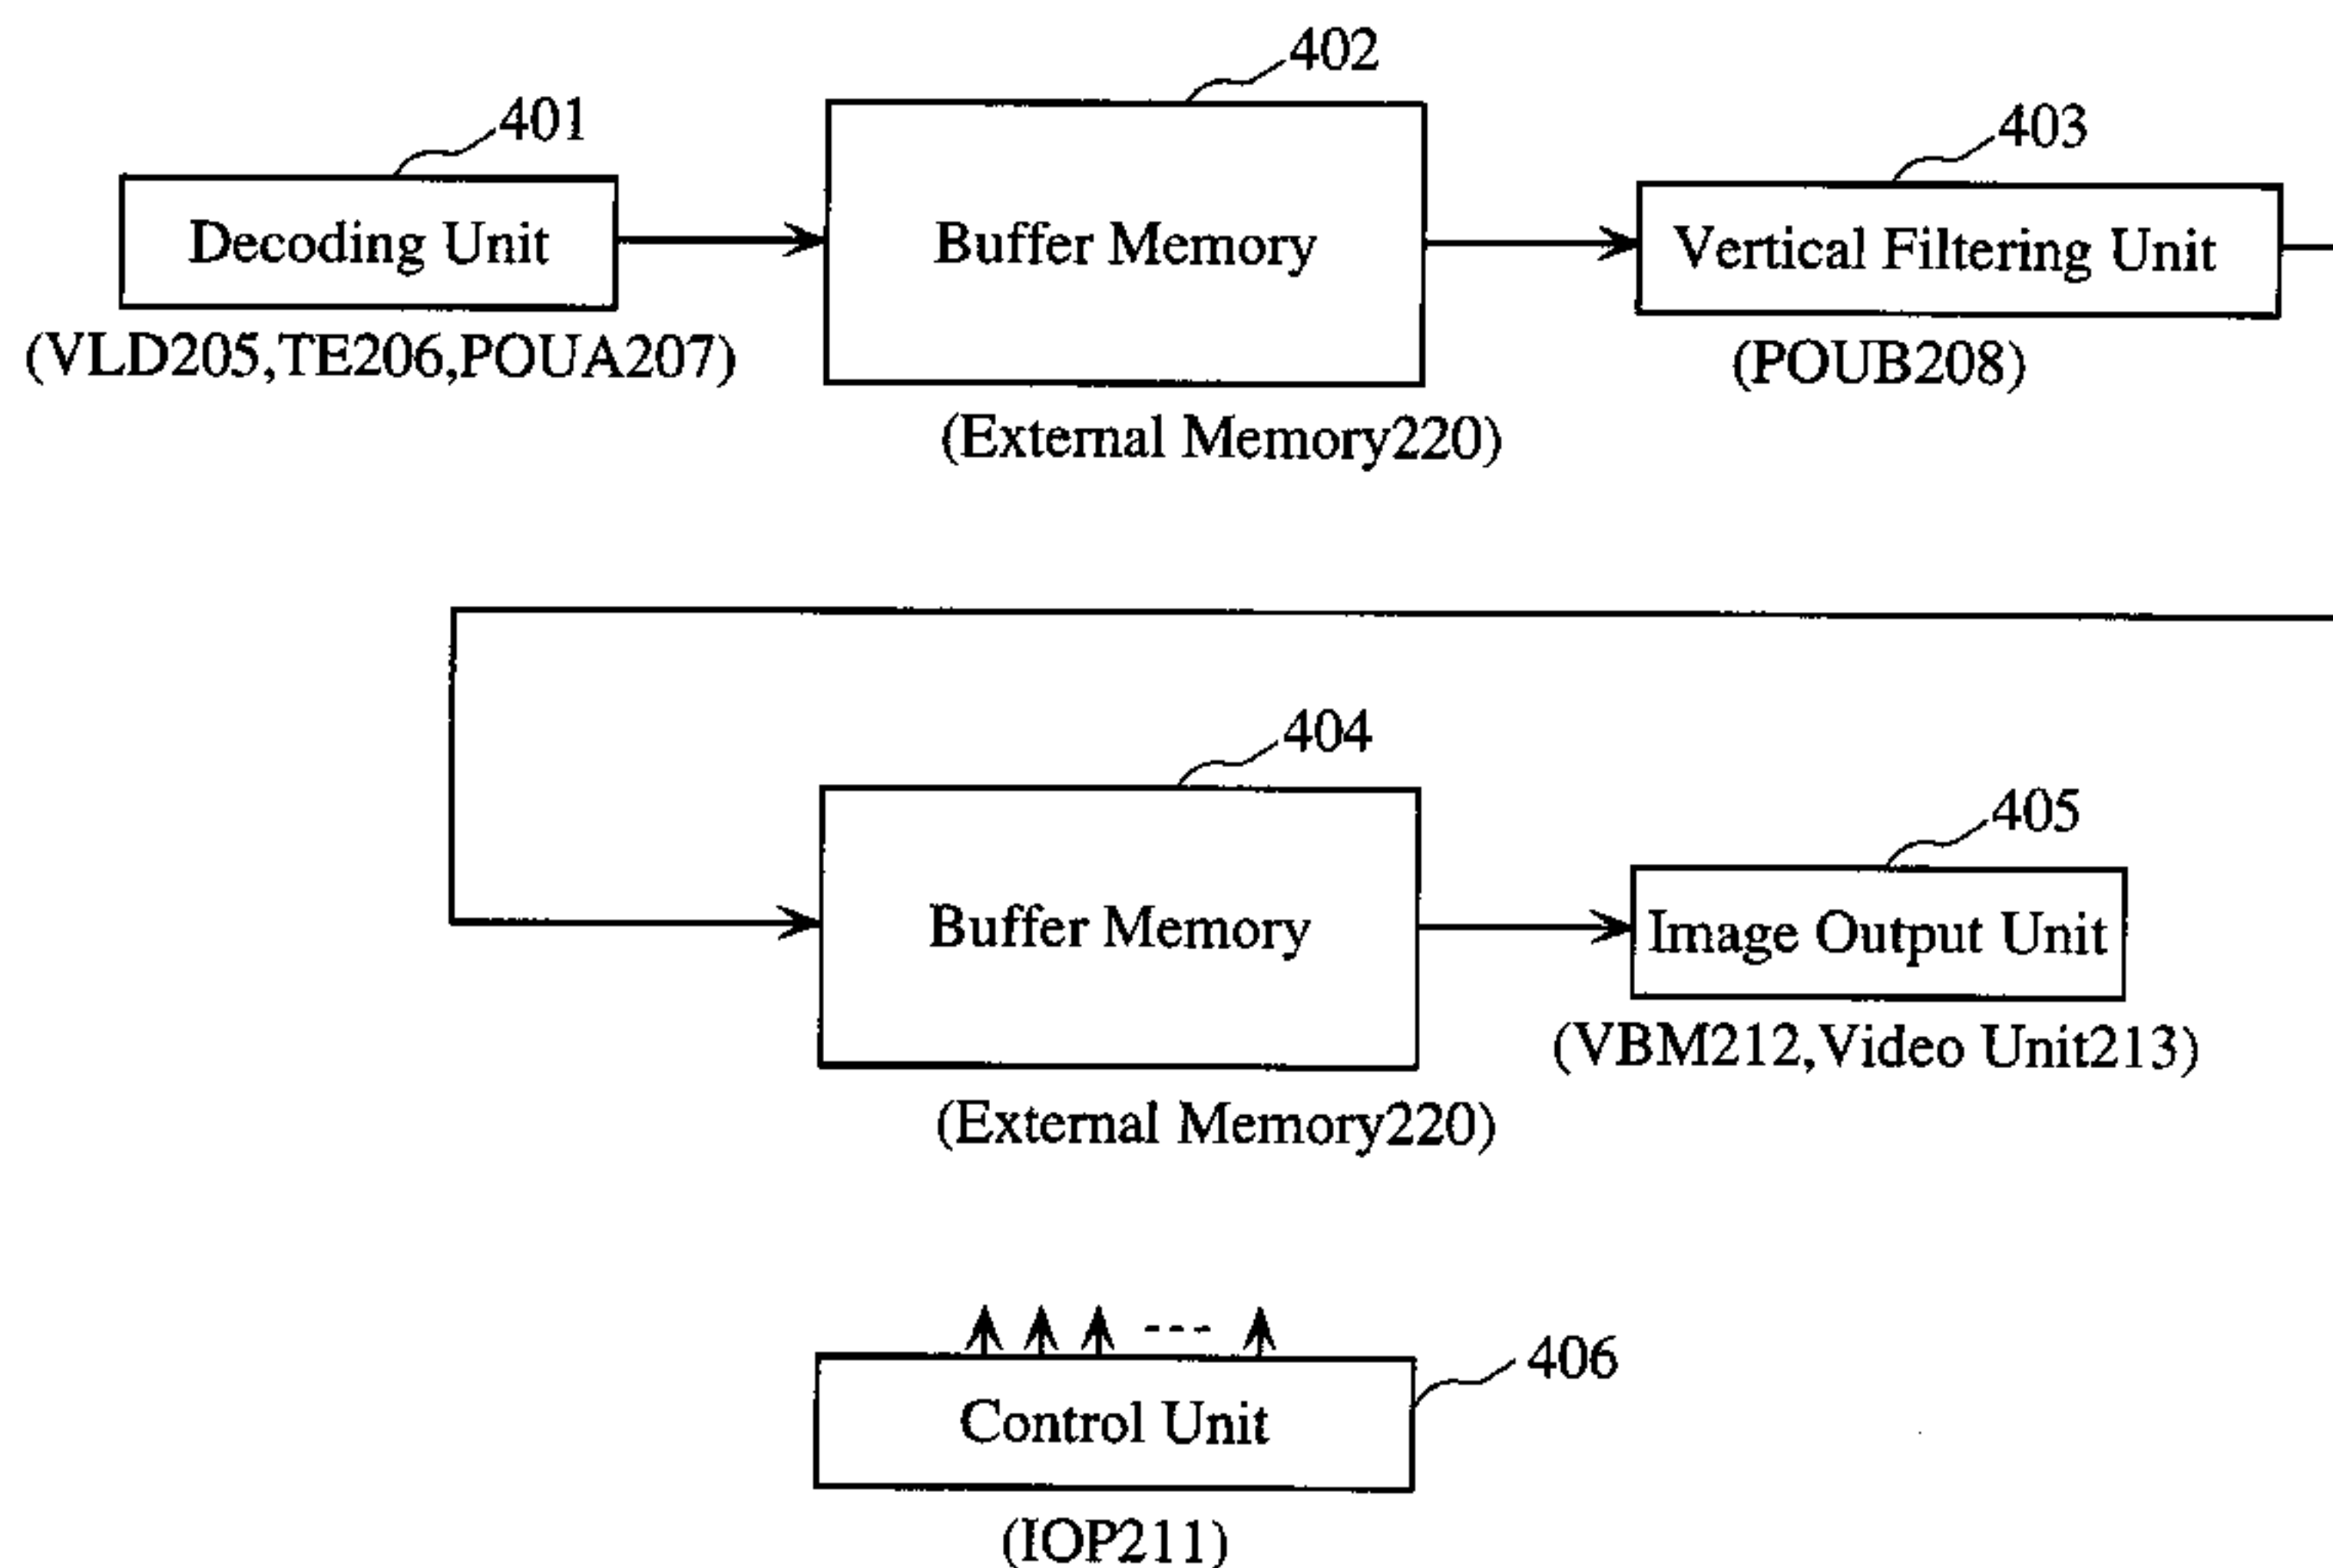 402
401
403
Decoding Unit
Buffer Memory
Vertical Filtering Unit
(VLD205,TE206,POUA207)
(POUB208)
(External Memory220)
404
405
Buffer Memory
Image Output Unit
(VBM212,Video Unit213)
(External Memory220)
---
406
Control Unit
(IOP211)